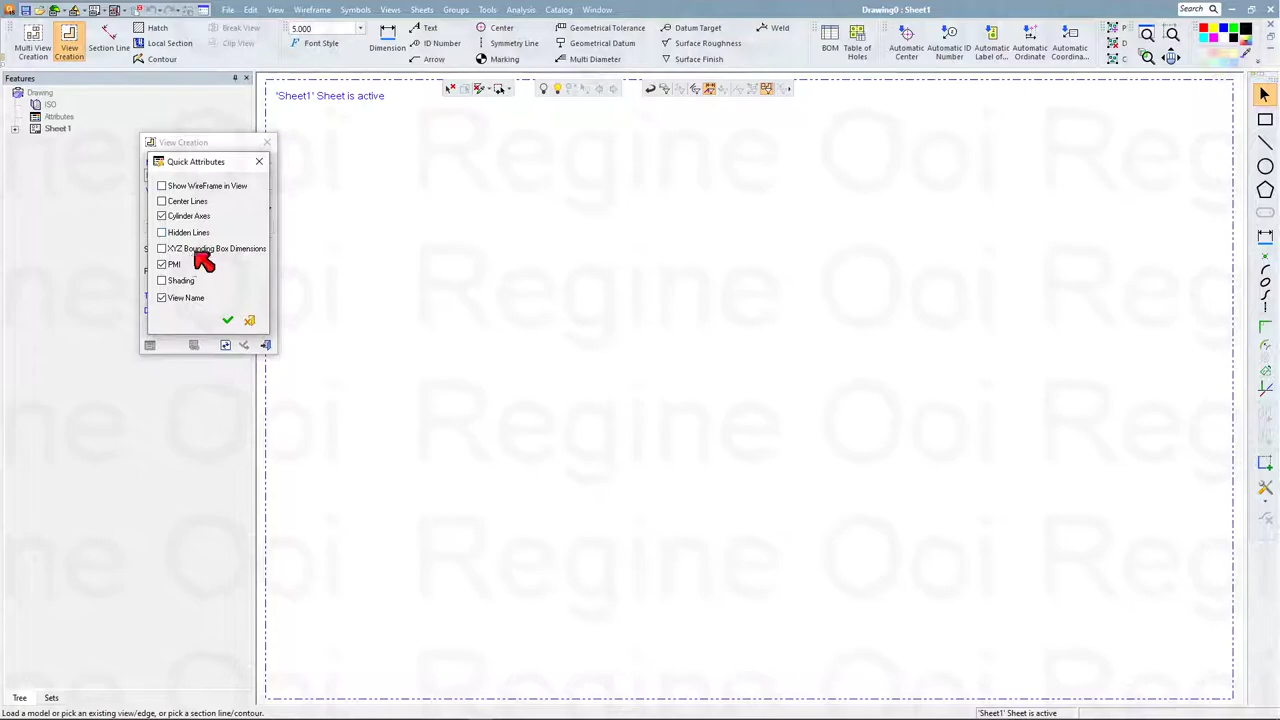 File Edit View Wireframe Symbols Views Sheets Groups Tools Analysis Catalog Window Help
Drawing0 : Sheet1
Search
Multi View Creation
View Creation
Section Line
Hatch
Local Section
Contour
Break View
Clip View
5.000
Font Style
Dimension
Text
ID Number
Arrow
Center
Symmetry Line
Marking
Geometrical Tolerance
Geometrical Datum
Multi Diameter
Datum Target
Surface Roughness
Surface Finish
Weld
BOM
Table of Holes
Automatic Center
Automatic ID Number
Automatic Label of...
Automatic Ordinate
Automatic Coordina...
P
D
C
Features
Drawing
ISO
Attributes
Sheet 1
'Sheet1' Sheet is active
View Creation
Quick Attributes
Show WireFrame in View
Center Lines
Cylinder Axes
Hidden Lines
XYZ Bounding Box Dimensions
PMI
Shading
View Name
Regine Ooi
Tree Sets
Load a model or pick an existing view/edge, or pick a section line/contour.
'Sheet1' Sheet is active